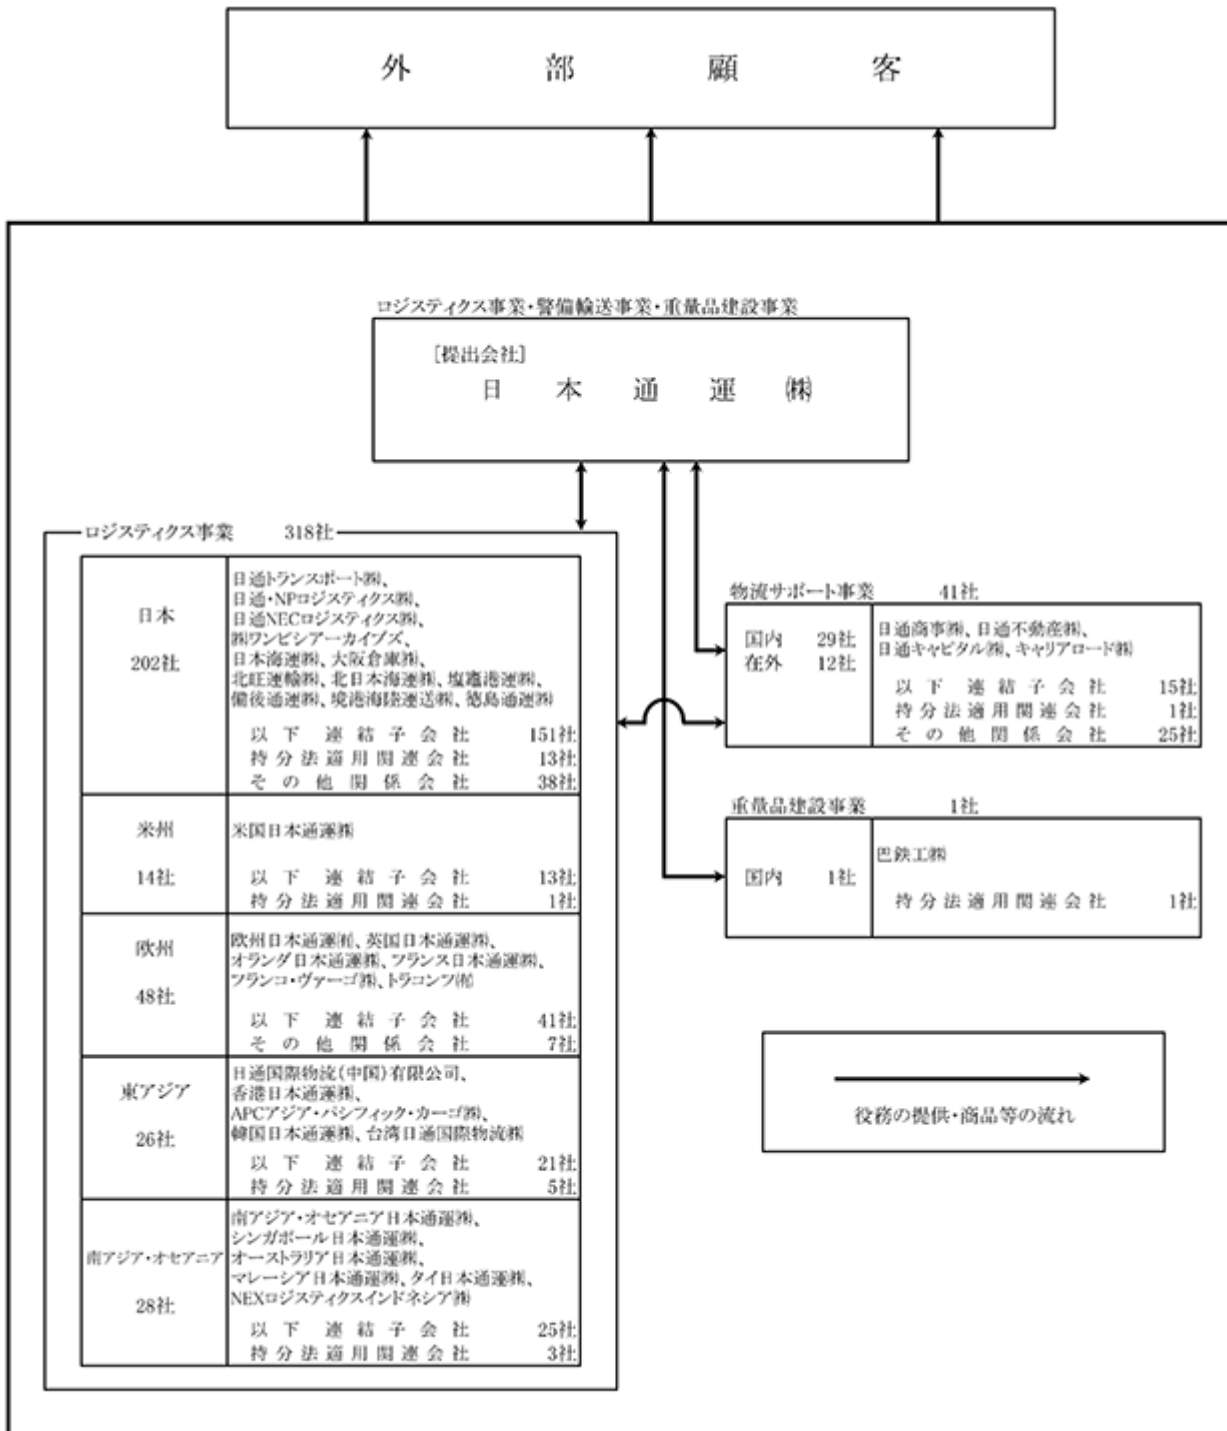 外部顧客
ロジスティクス事業・警備輸送事業・重量品建設事業
[提出会社]
日本通運㈱
ロジスティクス事業 318社
日本
202社
日通トランスポート㈱、
日通・NPロジスティクス㈱、
日通NECロジスティクス㈱、
㈱ワンビシアーカイブズ、
日本海運㈱、大阪倉庫㈱、
北旺運輸㈱、北日本海運㈱、塩竈港運㈱、
備後通運㈱、境港海陸運送㈱、徳島通運㈱
以下 連結子会社 151社
持分法適用関連会社 13社
その他関係会社 38社
米州
14社
米国日本通運㈱
以下 連結子会社 13社
持分法適用関連会社 1社
欧州
48社
欧州日本通運㈲、英国日本通運㈱、
オランダ日本通運㈱、フランス日本通運㈱、
フランコ・ヴァーゴ㈱、トラコンフ㈲
以下 連結子会社 41社
その他関係会社 7社
東アジア
26社
日通国際物流(中国)有限公司、
香港日本通運㈱、
APCアジア・パシフィック・カーゴ㈱、
韓国日本通運㈱、台湾日通国際物流㈱
以下 連結子会社 21社
持分法適用関連会社 5社
南アジア・オセアニア
28社
南アジア・オセアニア日本通運㈱、
シンガポール日本通運㈱、
オーストラリア日本通運㈱、
マレーシア日本通運㈱、タイ日本通運㈱、
NEXロジスティクスインドネシア㈱
以下 連結子会社 25社
持分法適用関連会社 3社
物流サポート事業 41社
国内 29社
在外 12社
日通商事㈱、日通不動産㈱、
日通キャピタル㈱、キャリアロード㈱
以下 連結子会社 15社
持分法適用関連会社 1社
その他関係会社 25社
重量品建設事業 1社
国内 1社
巴鉄工㈱
持分法適用関連会社 1社
役務の提供・商品等の流れ